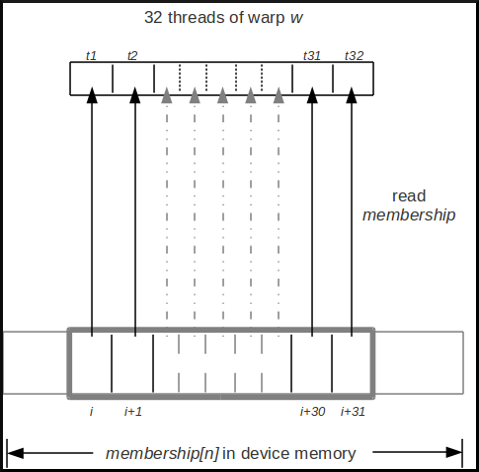 32 threads of warp w
t1 t2 t31 t32
read
membership
i i+1 i+30 i+31
membership[n] in device memory